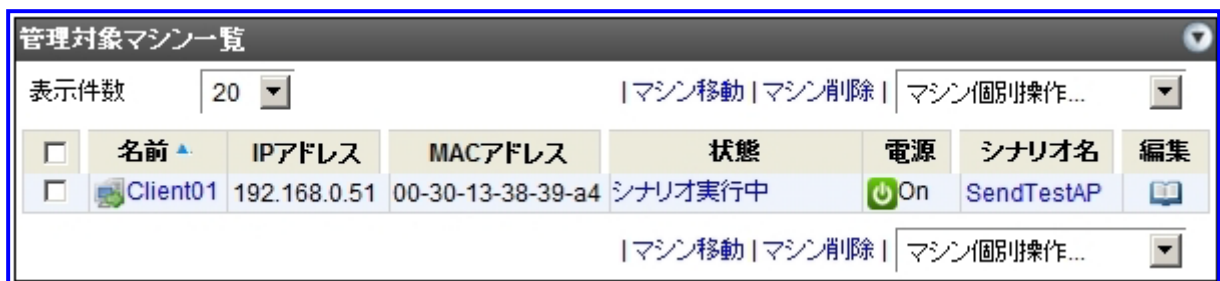 管理対象マシン一覧
表示件数 20 | マシン移動 | マシン削除 | マシン個別操作...
名前 IPアドレス MACアドレス 状態 電源 シナリオ名 編集
Client01 192.168.0.51 00-30-13-38-39-a4 シナリオ実行中 On SendTestAP
| マシン移動 | マシン削除 | マシン個別操作...